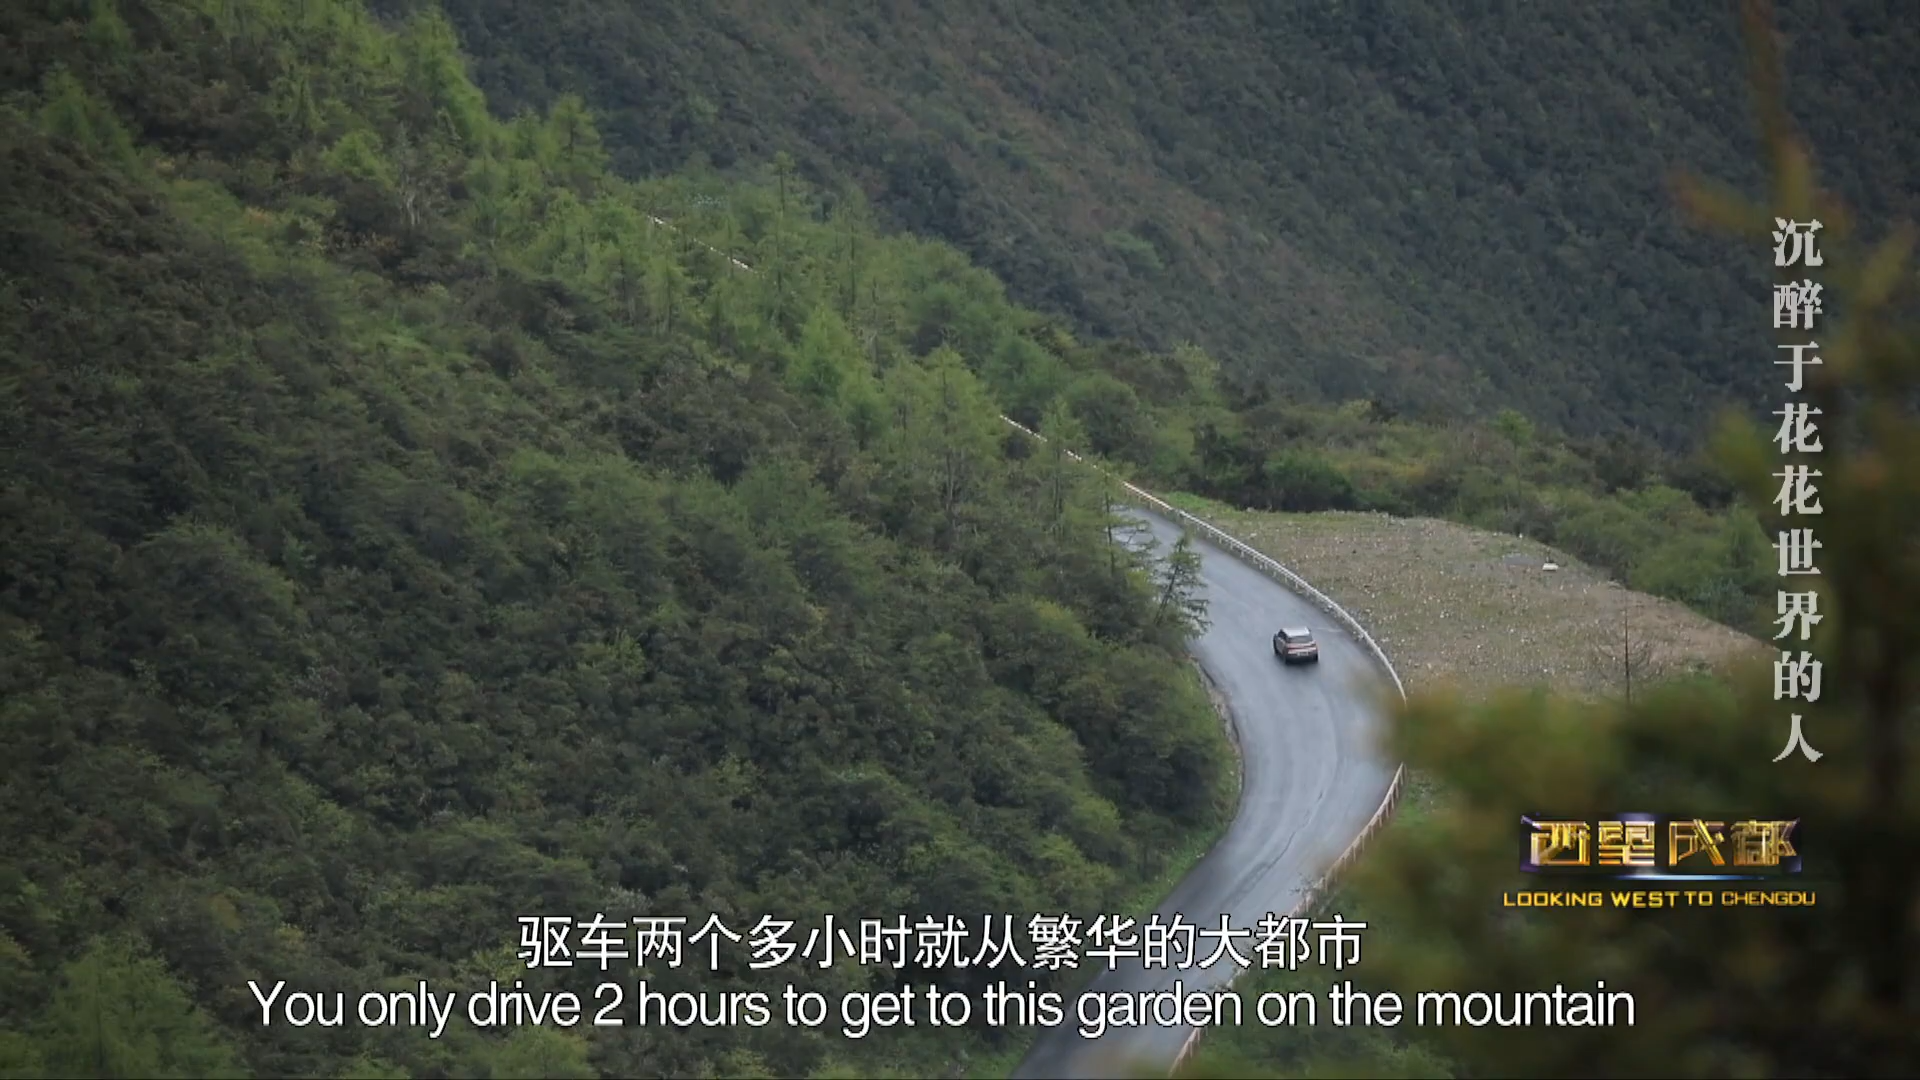 沉醉于花花世界的人
西望成都
LOOKING WEST TO CHENGDU
驱车两个多小时就从繁华的大都市
You only drive 2 hours to get to this garden on the mountain